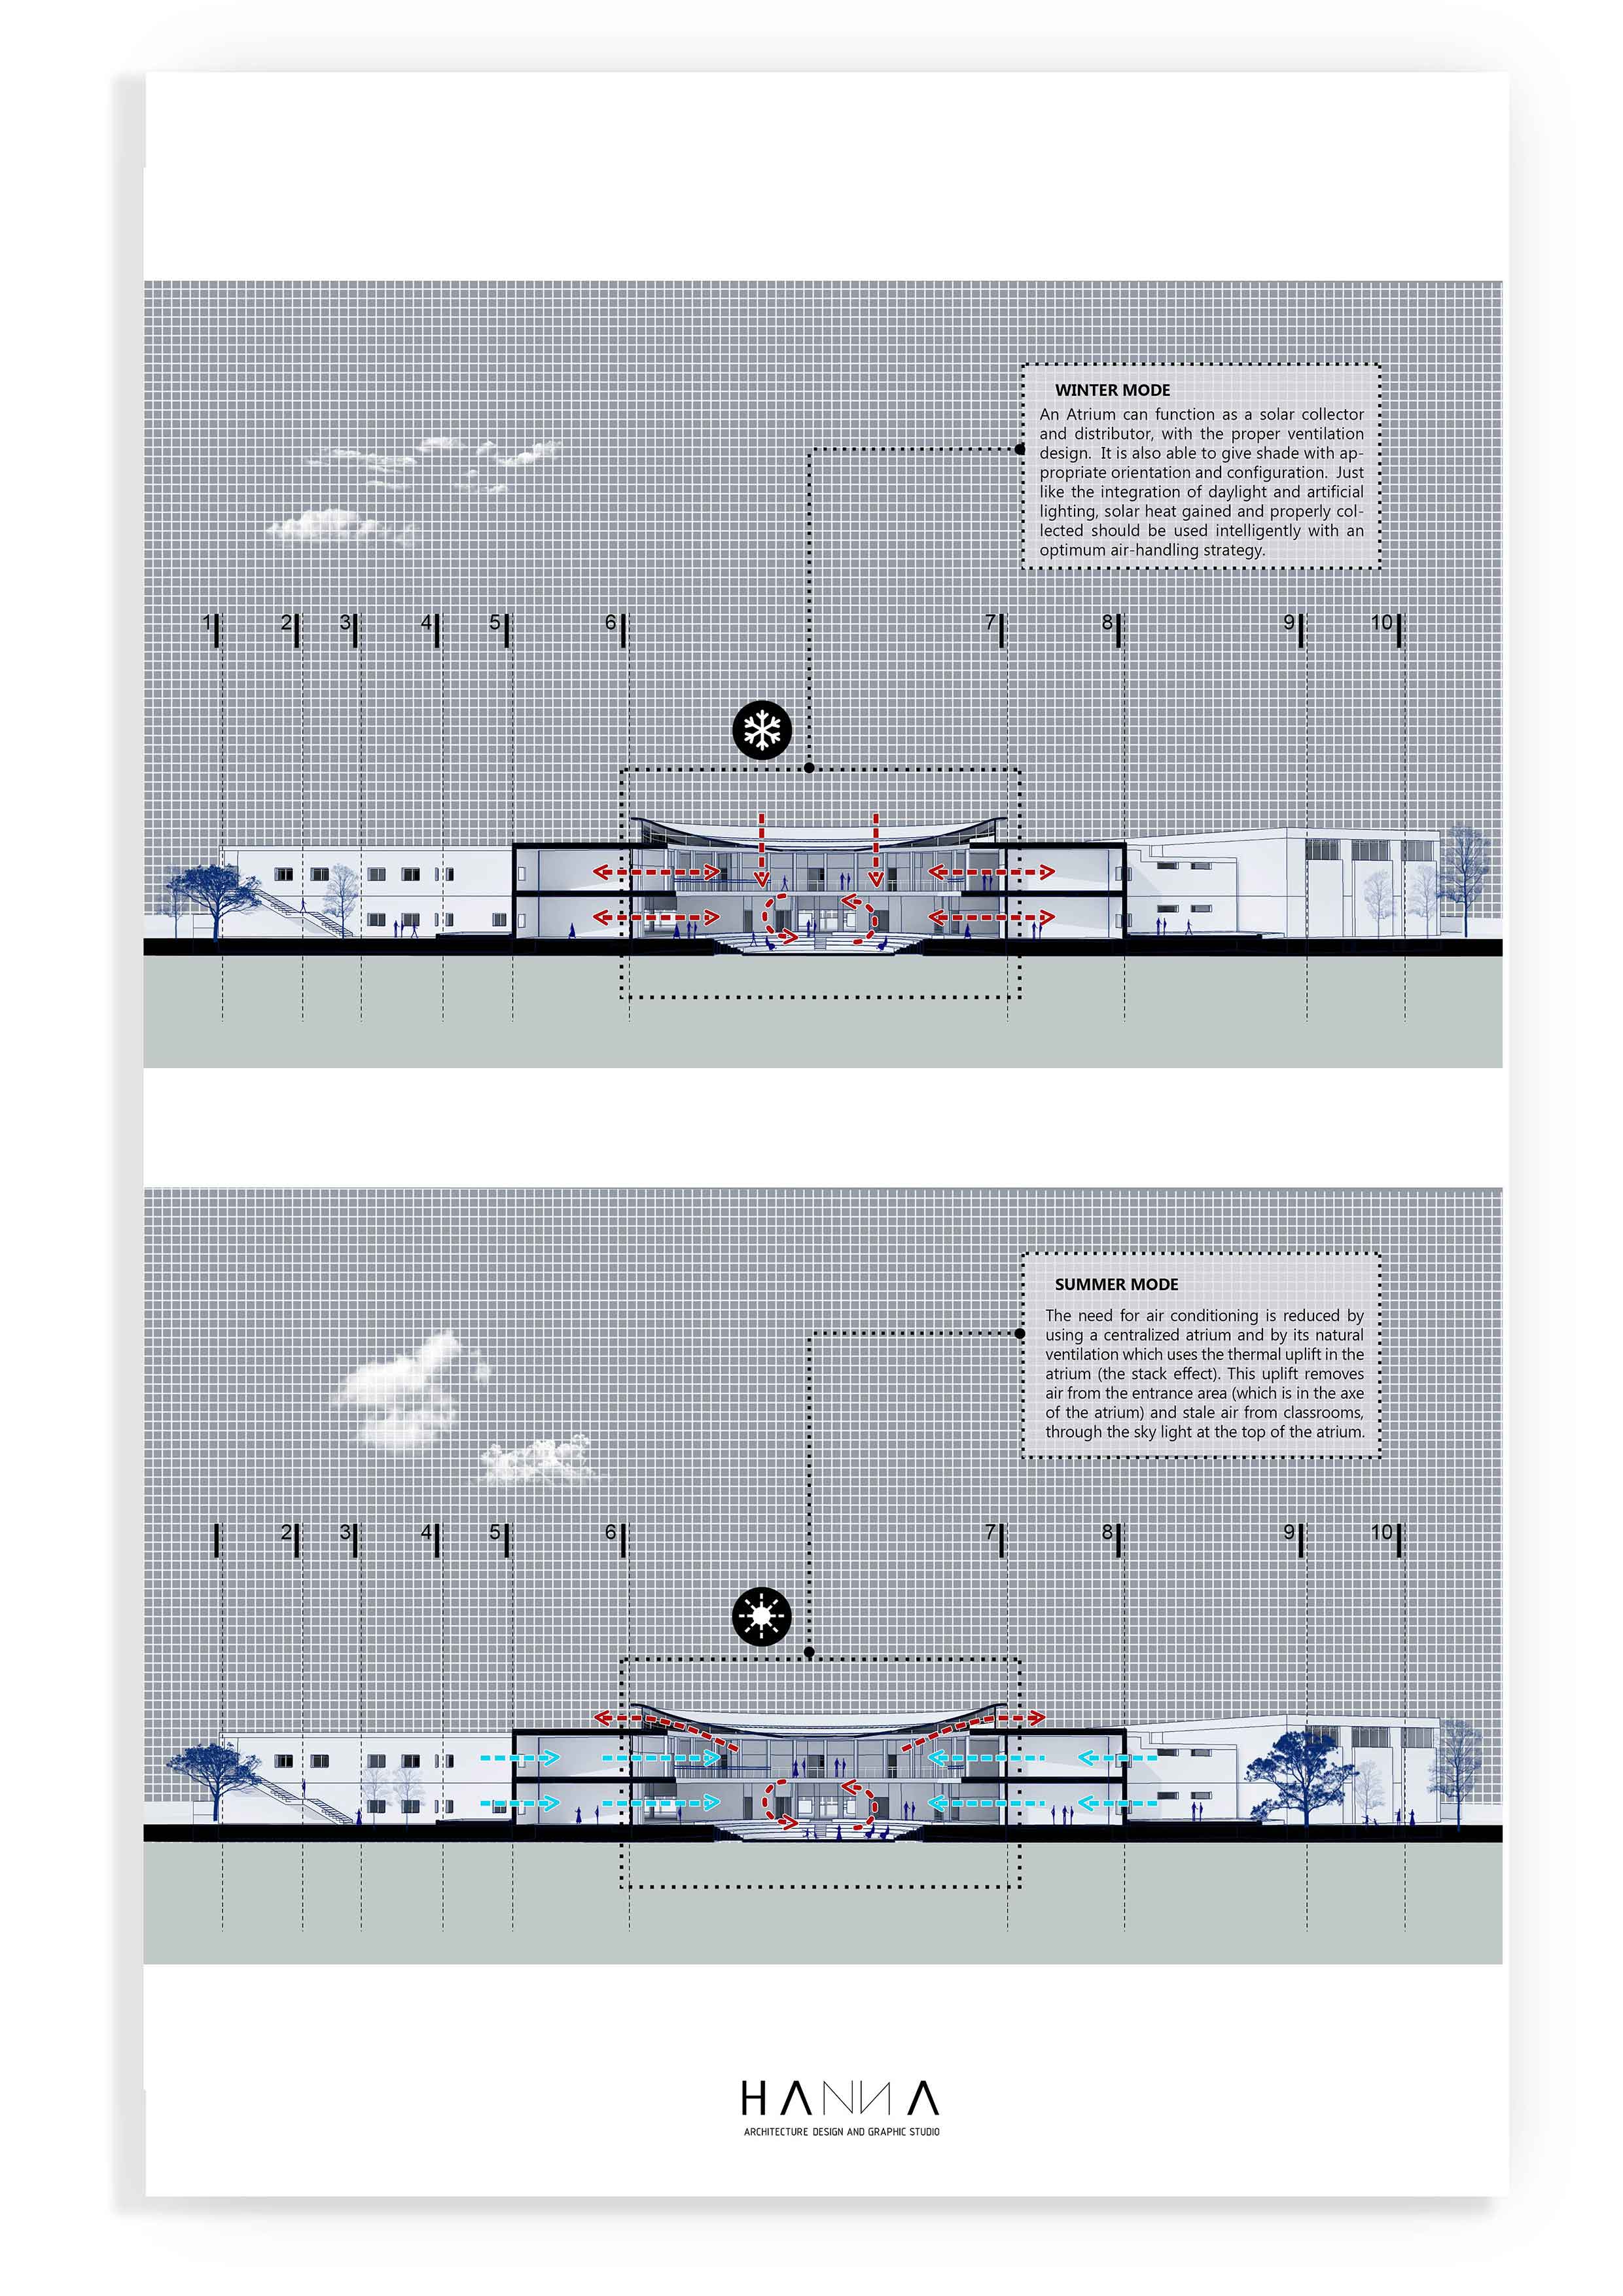 WINTER MODE
An Atrium can function as a solar collector
and distributor, with the proper ventilation
design. It is also able to give shade with ap-
propriate orientation and configuration. Just
like the integration of daylight and artificial
lighting, solar heat gained and properly col-
lected should be used intelligently with an
optimum air-handling strategy.
1 2 3 4 5 6 7 8 9 10
SUMMER MODE
The need for air conditioning is reduced by
using a centralized atrium and by its natural
ventilation which uses the thermal uplift in the
atrium (the stack effect). This uplift removes
air from the entrance area (which is in the axe
of the atrium) and stale air from classrooms,
through the sky light at the top of the atrium.
2 3 4 5 6 7 8 9 10
HANNA
ARCHITECTURE DESIGN AND GRAPHIC STUDIO